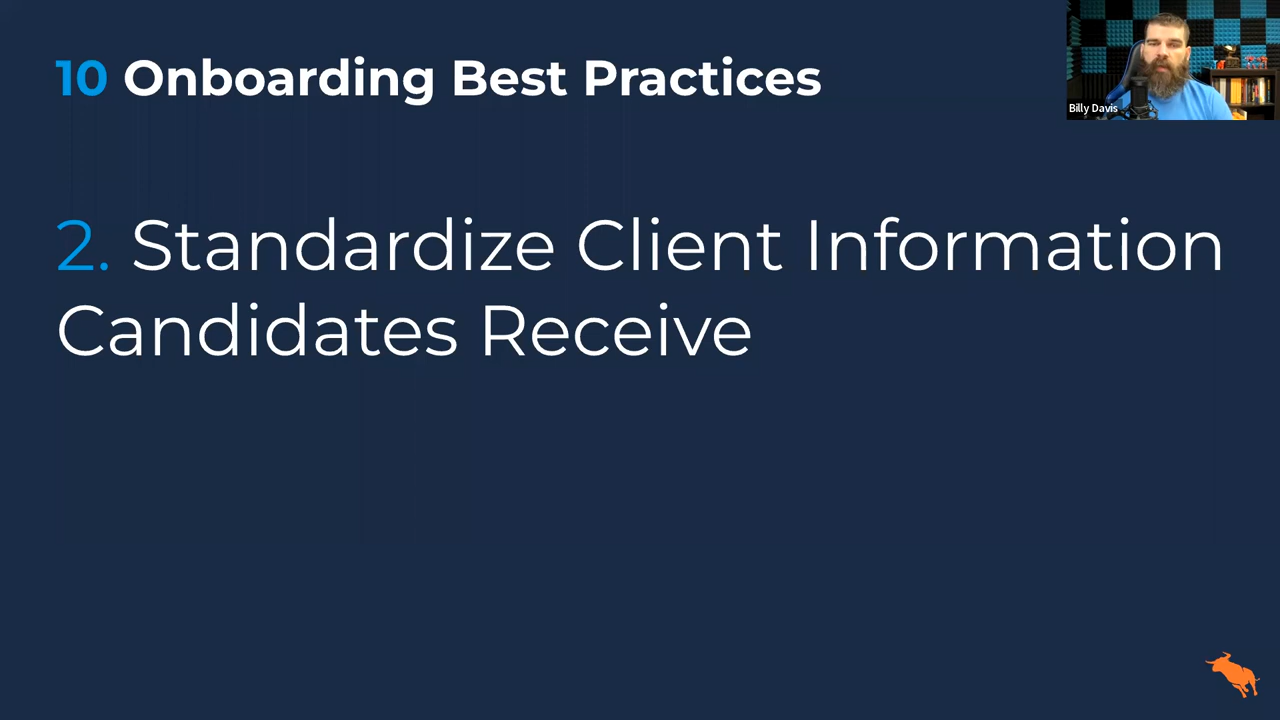 10 Onboarding Best Practices
Billy Davis
2. Standardize Client Information
Candidates Receive